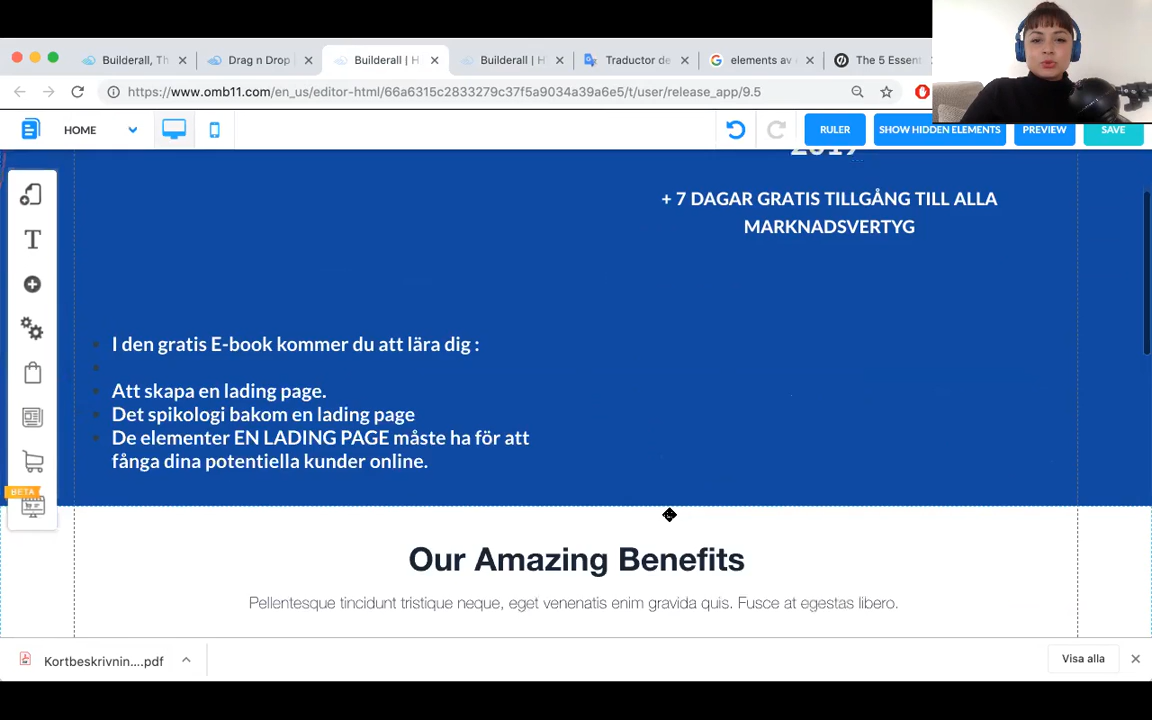 Builderall, Th
Drag n Drop
Builderall | H
Builderall | H
Traductor de
elements av
The 5 Essen
https://www.omb11.com/en_us/editor-html/66a6315c2833279c37f5a9034a39a6e5/t/user/release_app/9.5
HOME
RULER
SHOW HIDDEN ELEMENTS
PREVIEW
SAVE
2019
+ 7 DAGAR GRATIS TILLGÅNG TILL ALLA
MARKNADSVERTYG
I den gratis E-book kommer du att lära dig :
Att skapa en lading page.
Det spikologi bakom en lading page
De elementer EN LADING PAGE måste ha för att
fånga dina potentiella kunder online.
BETA
Our Amazing Benefits
Pellentesque tincidunt tristique neque, eget venenatis enim gravida quis. Fusce at egestas libero.
Kortbeskrivnin....pdf
Visa alla